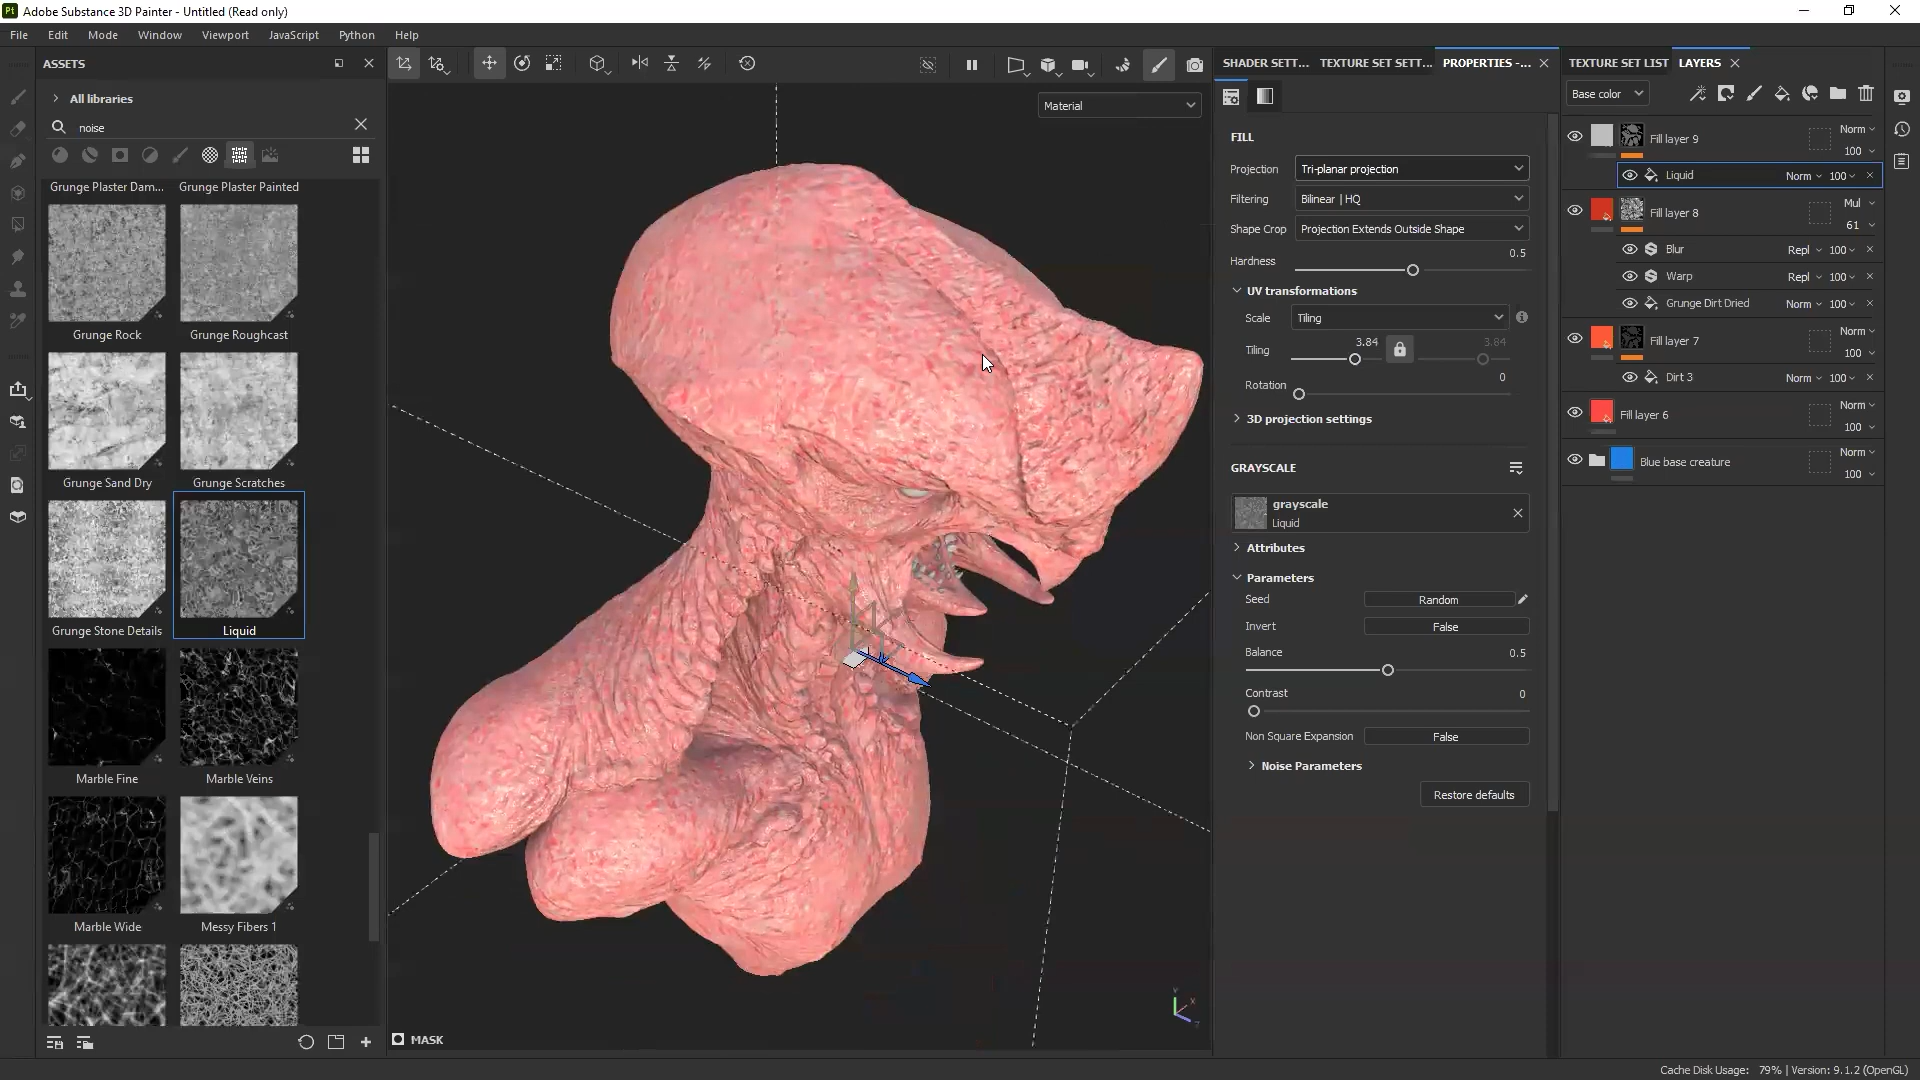 Pt Adobe Substance 3D Painter - Untitled (Read only)
File Edit Mode Window Viewport JavaScript Python Help
ASSETS
All libraries
noise
Grunge Plaster Dam... Grunge Plaster Painted
Grunge Rock Grunge Roughcast
Grunge Sand Dry Grunge Scratches
Grunge Stone Details Liquid
Marble Fine Marble Veins
Marble Wide Messy Fibers 1
Material
MASK
SHADER SETT... TEXTURE SET SETT... PROPERTIES -...
FILL
Projection Tri-planar projection
Filtering Bilinear | HQ
Shape Crop Projection Extends Outside Shape
Hardness 0.5
UV transformations
Scale Tiling
Tiling 3.84 3.84
Rotation 0
3D projection settings
GRAYSCALE
grayscale
Liquid
Attributes
Parameters
Seed Random
Invert False
Balance 0.5
Contrast 0
Non Square Expansion False
Noise Parameters
Restore defaults
TEXTURE SET LIST LAYERS
Base color
Fill layer 9 Norm
100
Liquid Norm 100
Fill layer 8 Mul
61
Blur Repl 100
Warp Repl 100
Grunge Dirt Dried Norm 100
Fill layer 7 Norm
100
Dirt 3 Norm 100
Fill layer 6 Norm
100
Blue base creature Norm
100
Cache Disk Usage: 79% | Version: 9.1.2 (OpenGL)